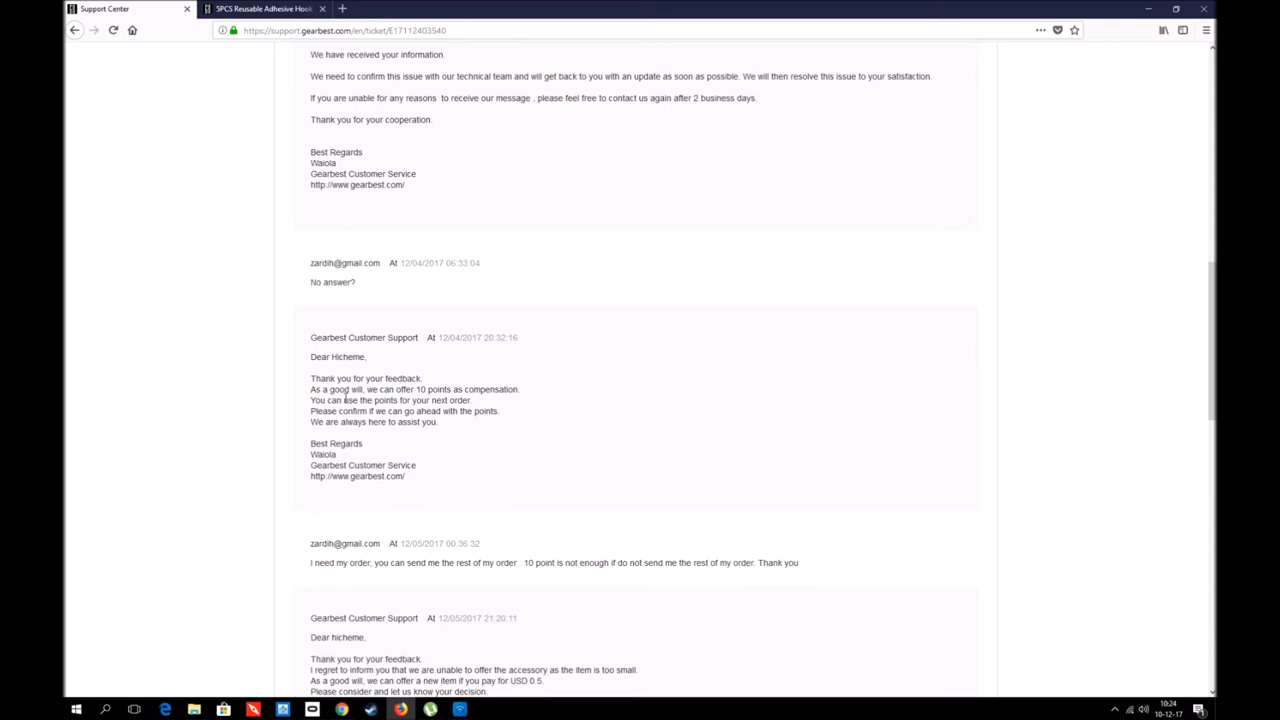 Support Center
5PCS Reusable Adhesive Hook
https://support.gearbest.com/en/ticket/E17112403540
We have received your information.
We need to confirm this issue with our technical team and will get back to you with an update as soon as possible. We will then resolve this issue to your satisfaction.
If you are unable for any reasons to receive our message , please feel free to contact us again after 2 business days.
Thank you for your cooperation.
Best Regards
Waiola
Gearbest Customer Service
http://www.gearbest.com/
zardih@gmail.com At 12/04/2017 06:33:04
No answer?
Gearbest Customer Support At 12/04/2017 20:32:16
Dear Hicheme,
Thank you for your feedback.
As a good will, we can offer 10 points as compensation.
You can use the points for your next order.
Please confirm if we can go ahead with the points.
We are always here to assist you.
Best Regards
Waiola
Gearbest Customer Service
http://www.gearbest.com/
zardih@gmail.com At 12/05/2017 00:36:32
I need my order, you can send me the rest of my order . 10 point is not enough if do not send me the rest of my order. Thank you
Gearbest Customer Support At 12/05/2017 21:20:11
Dear hicheme,
Thank you for your feedback.
I regret to inform you that we are unable to offer the accessory as the item is too small.
As a good will, we can offer a new item if you pay for USD 0.5.
Please consider and let us know your decision.
10:24
10-12-17